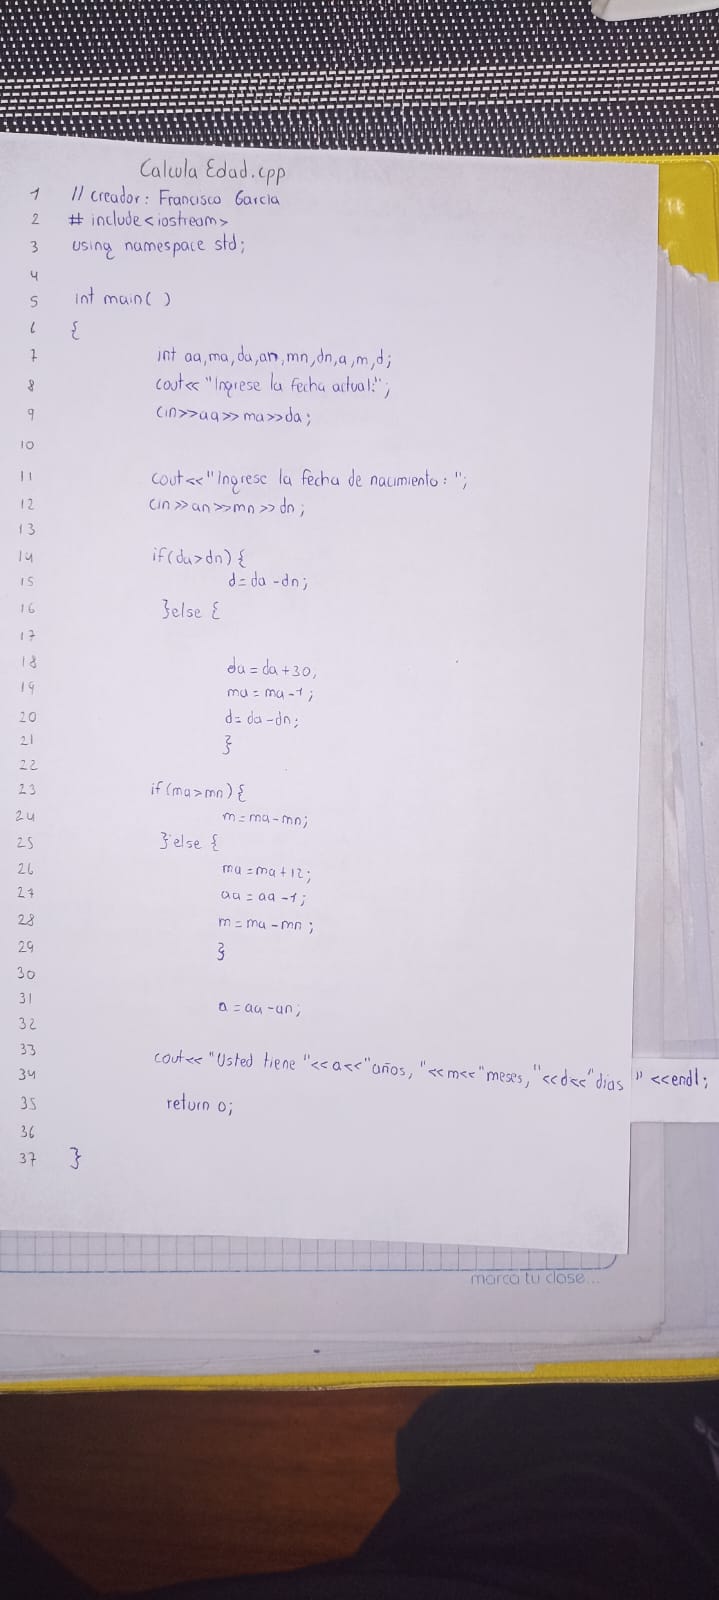 Calcula Edad.cpp
1 // Creador: Francisco Garcia
2 # include<iostream>
3 using namespace std;
4
5 int main( )
6 {
7 int aa,ma,da,an,mn,dn,a,m,d;
8 cout<< "Ingrese la fecha actual:";
9 cin>>aa>>ma>>da;
10
11 cout<<"Ingrese la fecha de nacimiento: ";
12 cin>>an>>mn>>dn;
13
14 if(da>dn){
15 d=da-dn;
16 }else {
17
18 da=da+30,
19 ma=ma-1;
20 d=da-dn;
21 }
22
23 if(ma>mn){
24 m=ma-mn;
25 }else {
26 ma=ma+12;
27 aa=aa-1;
28 m=ma-mn;
29 }
30
31 a=aa-an;
32
33 cout<< "Usted tiene "<<a<<"años, "<<m<<"meses, "<<d<<"dias " <<endl;
34
35 return 0;
36
37 }
marca tu clase...